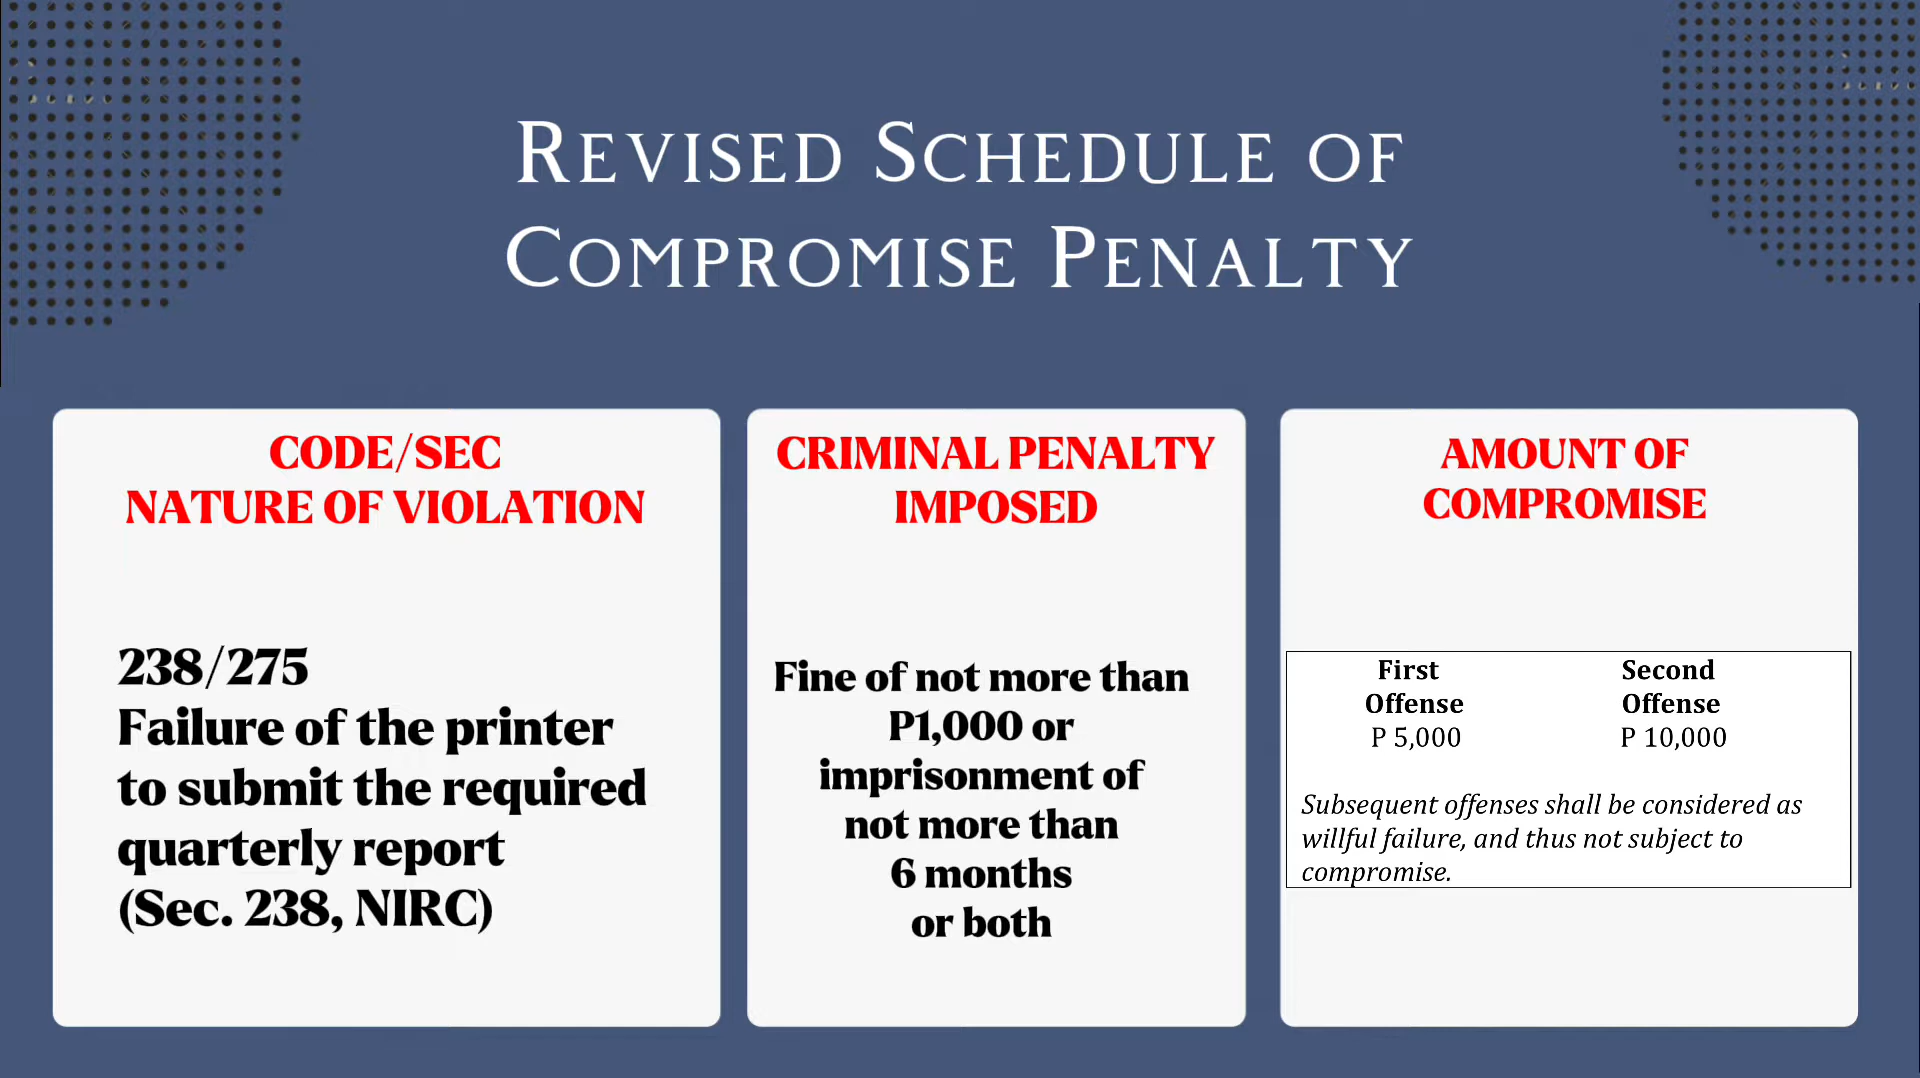 REVISED SCHEDULE OF
COMPROMISE PENALTY
CODE/SEC
NATURE OF VIOLATION
238/275
Failure of the printer
to submit the required
quarterly report
(Sec. 238, NIRC)
CRIMINAL PENALTY
IMPOSED
Fine of not more than
P1,000 or
imprisonment of
not more than
6 months
or both
AMOUNT OF
COMPROMISE
First Second
Offense Offense
P 5,000 P 10,000
Subsequent offenses shall be considered as
willful failure, and thus not subject to
compromise.